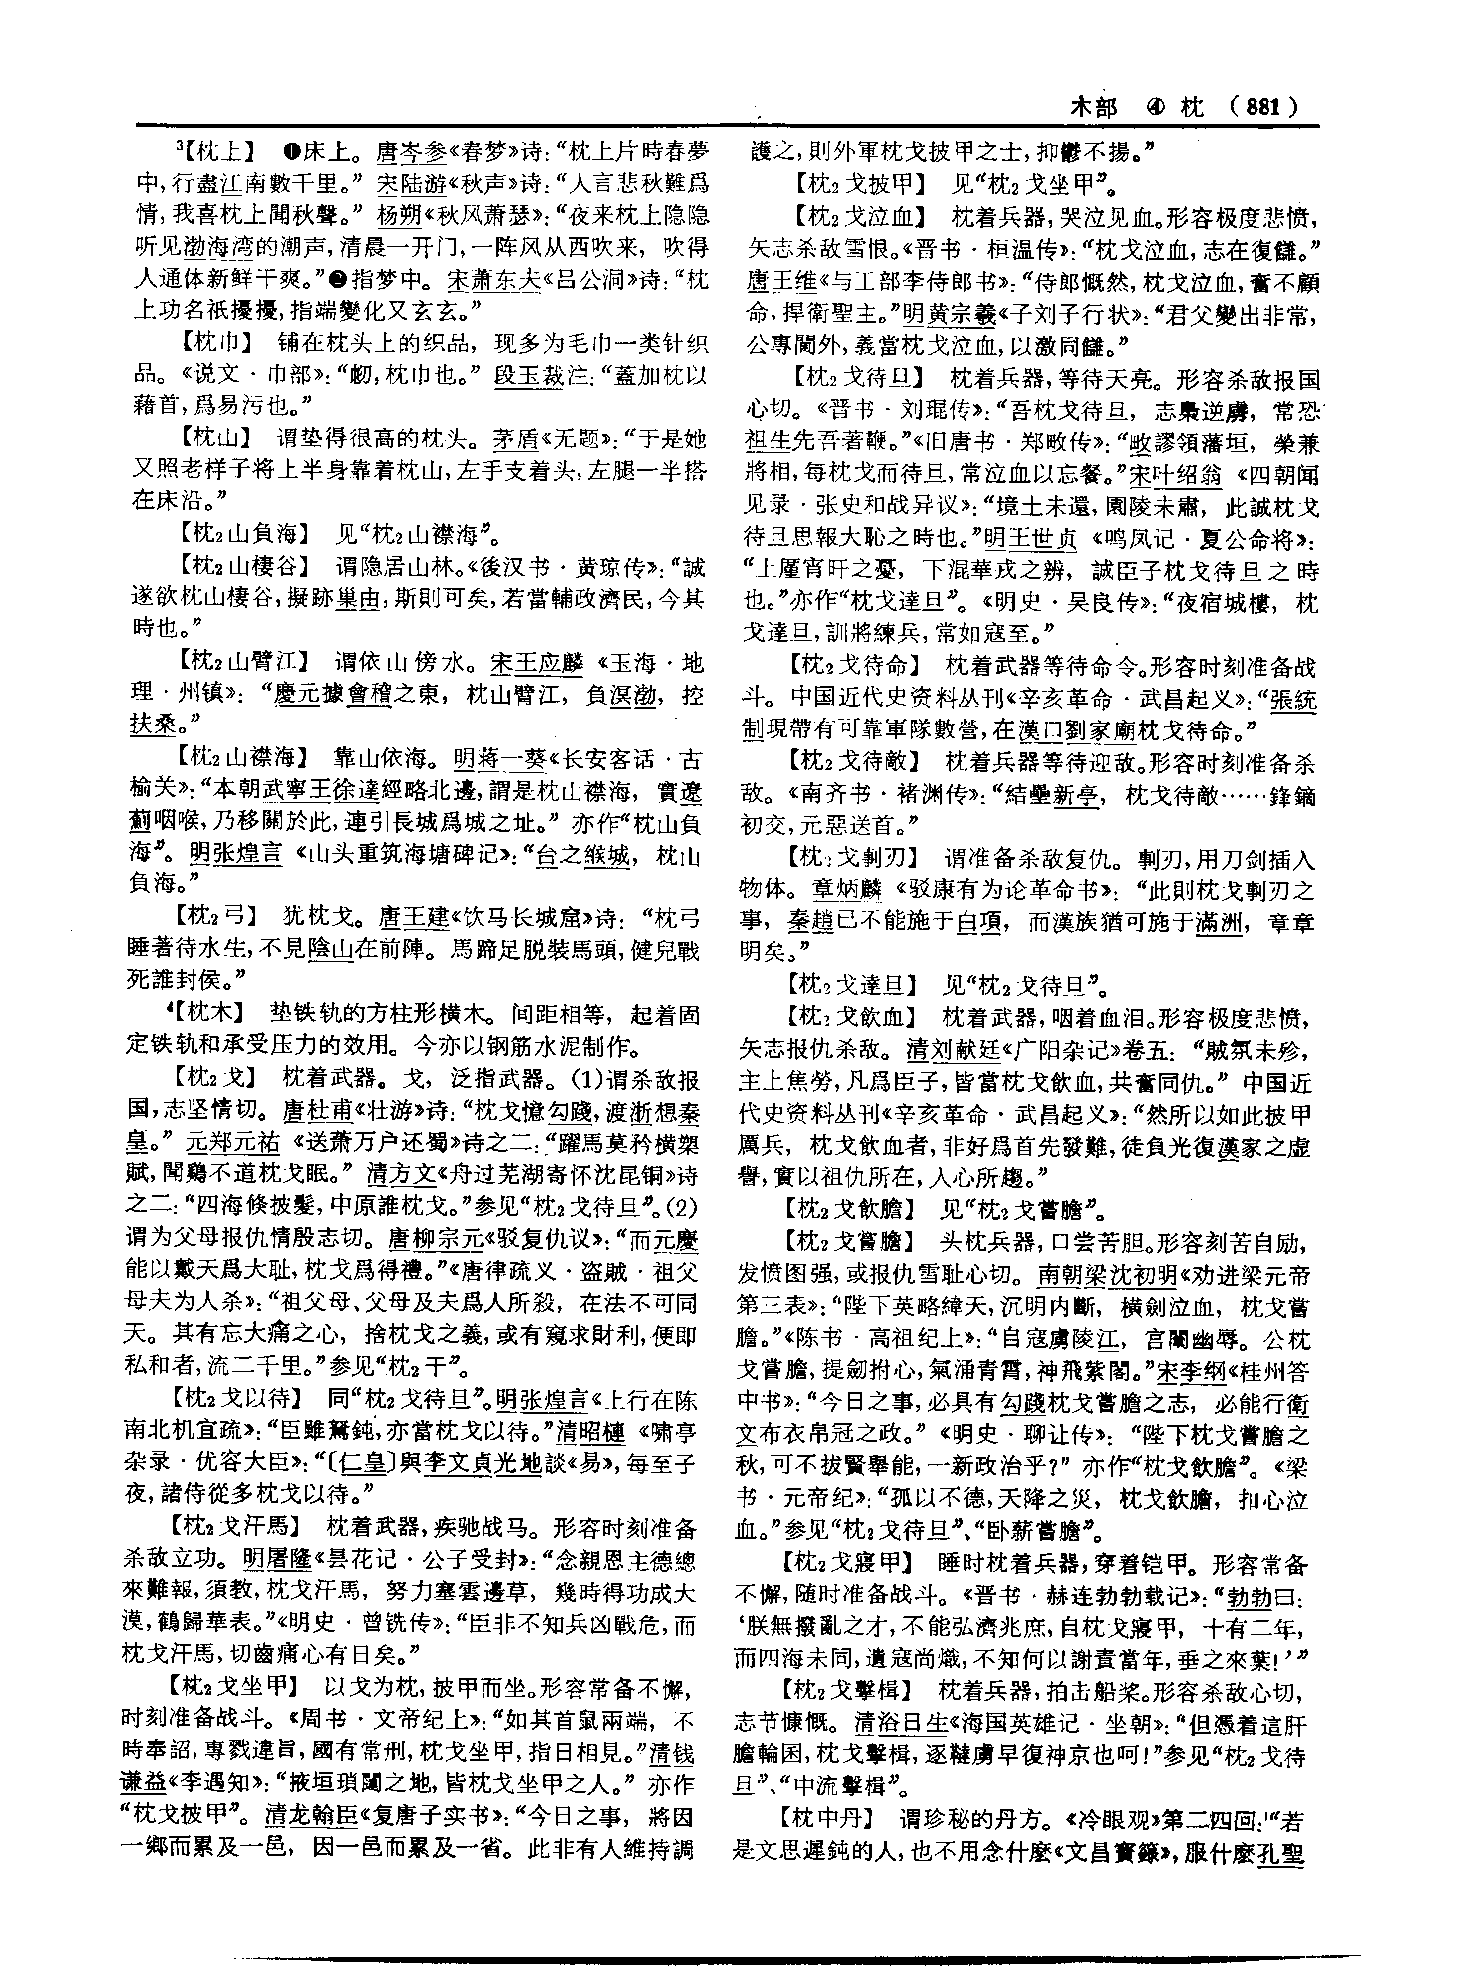 木部 ④ 枕 （881）
³【枕上】 ❶床上。唐岑参《春梦》诗：“枕上片時春夢
中，行盡江南數千里。” 宋陆游《秋声》诗：“人言悲秋難爲
情，我喜枕上聞秋聲。” 杨朔《秋风萧瑟》：“夜来枕上隐隐
听见渤海湾的潮声，清晨一开门，一阵风从西吹来，吹得
人通体新鲜干爽。”❷指梦中。宋萧东夫《吕公洞》诗：“枕
上功名祇擾擾，指端變化又玄玄。”
【枕巾】 铺在枕头上的织品，现多为毛巾一类针织
品。《说文·巾部》：“㡇，枕巾也。” 段玉裁注：“蓋加枕以
藉首，爲易污也。”
【枕山】 谓垫得很高的枕头。茅盾《无题》：“于是她
又照老样子将上半身靠着枕山，左手支着头，左腿一半搭
在床沿。”
【枕₂山負海】 见“枕₂山襟海”。
【枕₂山棲谷】 谓隐居山林。《後汉书·黄琼传》：“誠
遂欲枕山棲谷，擬跡巢由，斯則可矣，若當輔政濟民，今其
時也。”
【枕₂山臂江】 谓依山傍水。宋王应麟《玉海·地
理·州镇》：“慶元據會稽之東，枕山臂江，負溟渤，控
扶桑。”
【枕₂山襟海】 靠山依海。明蒋一葵《长安客话·古
榆关》：“本朝武寧王徐達經略北邊，謂是枕山襟海，實遼
薊咽喉，乃移關於此，連引長城爲城之址。” 亦作“枕山負
海”。明张煌言《山头重筑海塘碑记》：“台之緱城，枕山
負海。”
【枕₂弓】 犹枕戈。唐王建《饮马长城窟》诗：“枕弓
睡著待水生，不見陰山在前陣。馬蹄足脱裝馬頭，健兒戰
死誰封侯。”
⁴【枕木】 垫铁轨的方柱形横木。间距相等，起着固
定铁轨和承受压力的效用。今亦以钢筋水泥制作。
【枕₂戈】 枕着武器。戈，泛指武器。(1)谓杀敌报
国，志坚情切。唐杜甫《壮游》诗：“枕戈憶勾踐，渡浙想秦
皇。” 元郑元祐《送萧万户还蜀》诗之二：“躍馬莫矜横槊
賦，聞鷄不道枕戈眠。” 清方文《舟过芜湖寄怀沈昆铜》诗
之二：“四海倏披髮，中原誰枕戈。”参见“枕₂戈待旦”。(2)
谓为父母报仇情殷志切。唐柳宗元《驳复仇议》：“而元慶
能以戴天爲大耻，枕戈爲得禮。”《唐律疏义·盗贼·祖父
母夫为人杀》：“祖父母、父母及夫爲人所殺，在法不可同
天。其有忘大痛之心，捨枕戈之義，或有窺求財利，便即
私和者，流二千里。”参见“枕₂干”。
【枕₂戈以待】 同“枕₂戈待旦”。明张煌言《上行在陈
南北机宜疏》：“臣雖駑鈍，亦當枕戈以待。”清昭槤《啸亭
杂录·优容大臣》：“〔仁皇〕與李文貞光地談《易》，每至子
夜，諸侍從多枕戈以待。”
【枕₂戈汗馬】 枕着武器，疾驰战马。形容时刻准备
杀敌立功。明屠隆《昙花记·公子受封》：“念親恩主德總
來難報，須教，枕戈汗馬，努力塞雲邊草，幾時得功成大
漠，鶴歸華表。”《明史·曾铣传》：“臣非不知兵凶戰危，而
枕戈汗馬，切齒痛心有日矣。”
【枕₂戈坐甲】 以戈为枕，披甲而坐。形容常备不懈，
时刻准备战斗。《周书·文帝纪上》：“如其首鼠兩端，不
時奉詔，專戮違旨，國有常刑，枕戈坐甲，指日相見。”清钱
谦益《李遇知》：“掖垣瑣闥之地，皆枕戈坐甲之人。” 亦作
“枕戈披甲”。清龙翰臣《复唐子实书》：“今日之事，將因
一鄉而累及一邑，因一邑而累及一省。此非有人維持調
護之，則外軍枕戈披甲之士，抑鬱不揚。”
【枕₂戈披甲】 见“枕₂戈坐甲”。
【枕₂戈泣血】 枕着兵器，哭泣见血。形容极度悲愤，
矢志杀敌雪恨。《晋书·桓温传》：“枕戈泣血，志在復讎。”
唐王维《与工部李侍郎书》：“侍郎慨然，枕戈泣血，奮不顧
命，捍衛聖主。”明黄宗羲《子刘子行状》：“君父變出非常，
公專閫外，義當枕戈泣血，以激同讎。”
【枕₂戈待旦】 枕着兵器，等待天亮。形容杀敌报国
心切。《晋书·刘琨传》：“吾枕戈待旦，志梟逆虜，常恐
祖生先吾著鞭。”《旧唐书·郑畋传》：“畋謬領藩垣，榮兼
將相，每枕戈而待旦，常泣血以忘餐。”宋叶绍翁《四朝闻
见录·张史和战异议》：“境土未還，園陵未肅，此誠枕戈
待旦思報大恥之時也。”明王世贞《鸣凤记·夏公命将》：
“上厪宵旰之憂，下混華戎之辨，誠臣子枕戈待旦之時
也。”亦作“枕戈達旦”。《明史·吴良传》：“夜宿城樓，枕
戈達旦，訓將練兵，常如寇至。”
【枕₂戈待命】 枕着武器等待命令。形容时刻准备战
斗。中国近代史资料丛刊《辛亥革命·武昌起义》：“張統
制現帶有可靠軍隊數營，在漢口劉家廟枕戈待命。”
【枕₂戈待敵】 枕着兵器等待迎敌。形容时刻准备杀
敌。《南齐书·褚渊传》：“結壘新亭，枕戈待敵……鋒鏑
初交，元惡送首。”
【枕₂戈剚刃】 谓准备杀敌复仇。剚刃，用刀剑插入
物体。章炳麟《驳康有为论革命书》：“此則枕戈剚刃之
事，秦趙已不能施于白項，而漢族猶可施于滿洲，章章
明矣。”
【枕₂戈達旦】 见“枕₂戈待旦”。
【枕₂戈飲血】 枕着武器，咽着血泪。形容极度悲愤，
矢志报仇杀敌。清刘献廷《广阳杂记》卷五：“賊氛未殄，
主上焦勞，凡爲臣子，皆當枕戈飲血，共奮同仇。” 中国近
代史资料丛刊《辛亥革命·武昌起义》：“然所以如此披甲
厲兵，枕戈飲血者，非好爲首先發難，徒負光復漢家之虚
譽，實以祖仇所在，人心所趨。”
【枕₂戈飲膽】 见“枕₂戈嘗膽”。
【枕₂戈嘗膽】 头枕兵器，口尝苦胆。形容刻苦自励，
发愤图强，或报仇雪耻心切。南朝梁沈初明《劝进梁元帝
第三表》：“陛下英略緯天，沉明内斷，横劍泣血，枕戈嘗
膽。”《陈书·高祖纪上》：“自寇虜陵江，宫闈幽辱。公枕
戈嘗膽，提劒拊心，氣涌青霄，神飛紫閣。”宋李纲《桂州答
中书》：“今日之事，必具有勾踐枕戈嘗膽之志，必能行衛
文布衣帛冠之政。”《明史·聊让传》：“陛下枕戈嘗膽之
秋，可不拔賢舉能，一新政治乎？” 亦作“枕戈飲膽”。《梁
书·元帝纪》：“孤以不德，天降之災，枕戈飲膽，扣心泣
血。”参见“枕₂戈待旦”、“卧薪嘗膽”。
【枕₂戈寢甲】 睡时枕着兵器，穿着铠甲。形容常备
不懈，随时准备战斗。《晋书·赫连勃勃载记》：“勃勃曰：
‘朕無撥亂之才，不能弘濟兆庶，自枕戈寢甲，十有二年，
而四海未同，遺寇尚熾，不知何以謝責當年，垂之來葉！’”
【枕₂戈擊楫】 枕着兵器，拍击船桨。形容杀敌心切，
志节慷慨。清浴日生《海国英雄记·坐朝》：“但憑着這肝
膽輪困，枕戈擊楫，逐韃虜早復神京也呵！”参见“枕₂戈待
旦”、“中流擊楫”。
【枕中丹】 谓珍秘的丹方。《冷眼观》第二四回：“若
是文思遲鈍的人，也不用念什麽《文昌寶籙》，服什麽孔聖